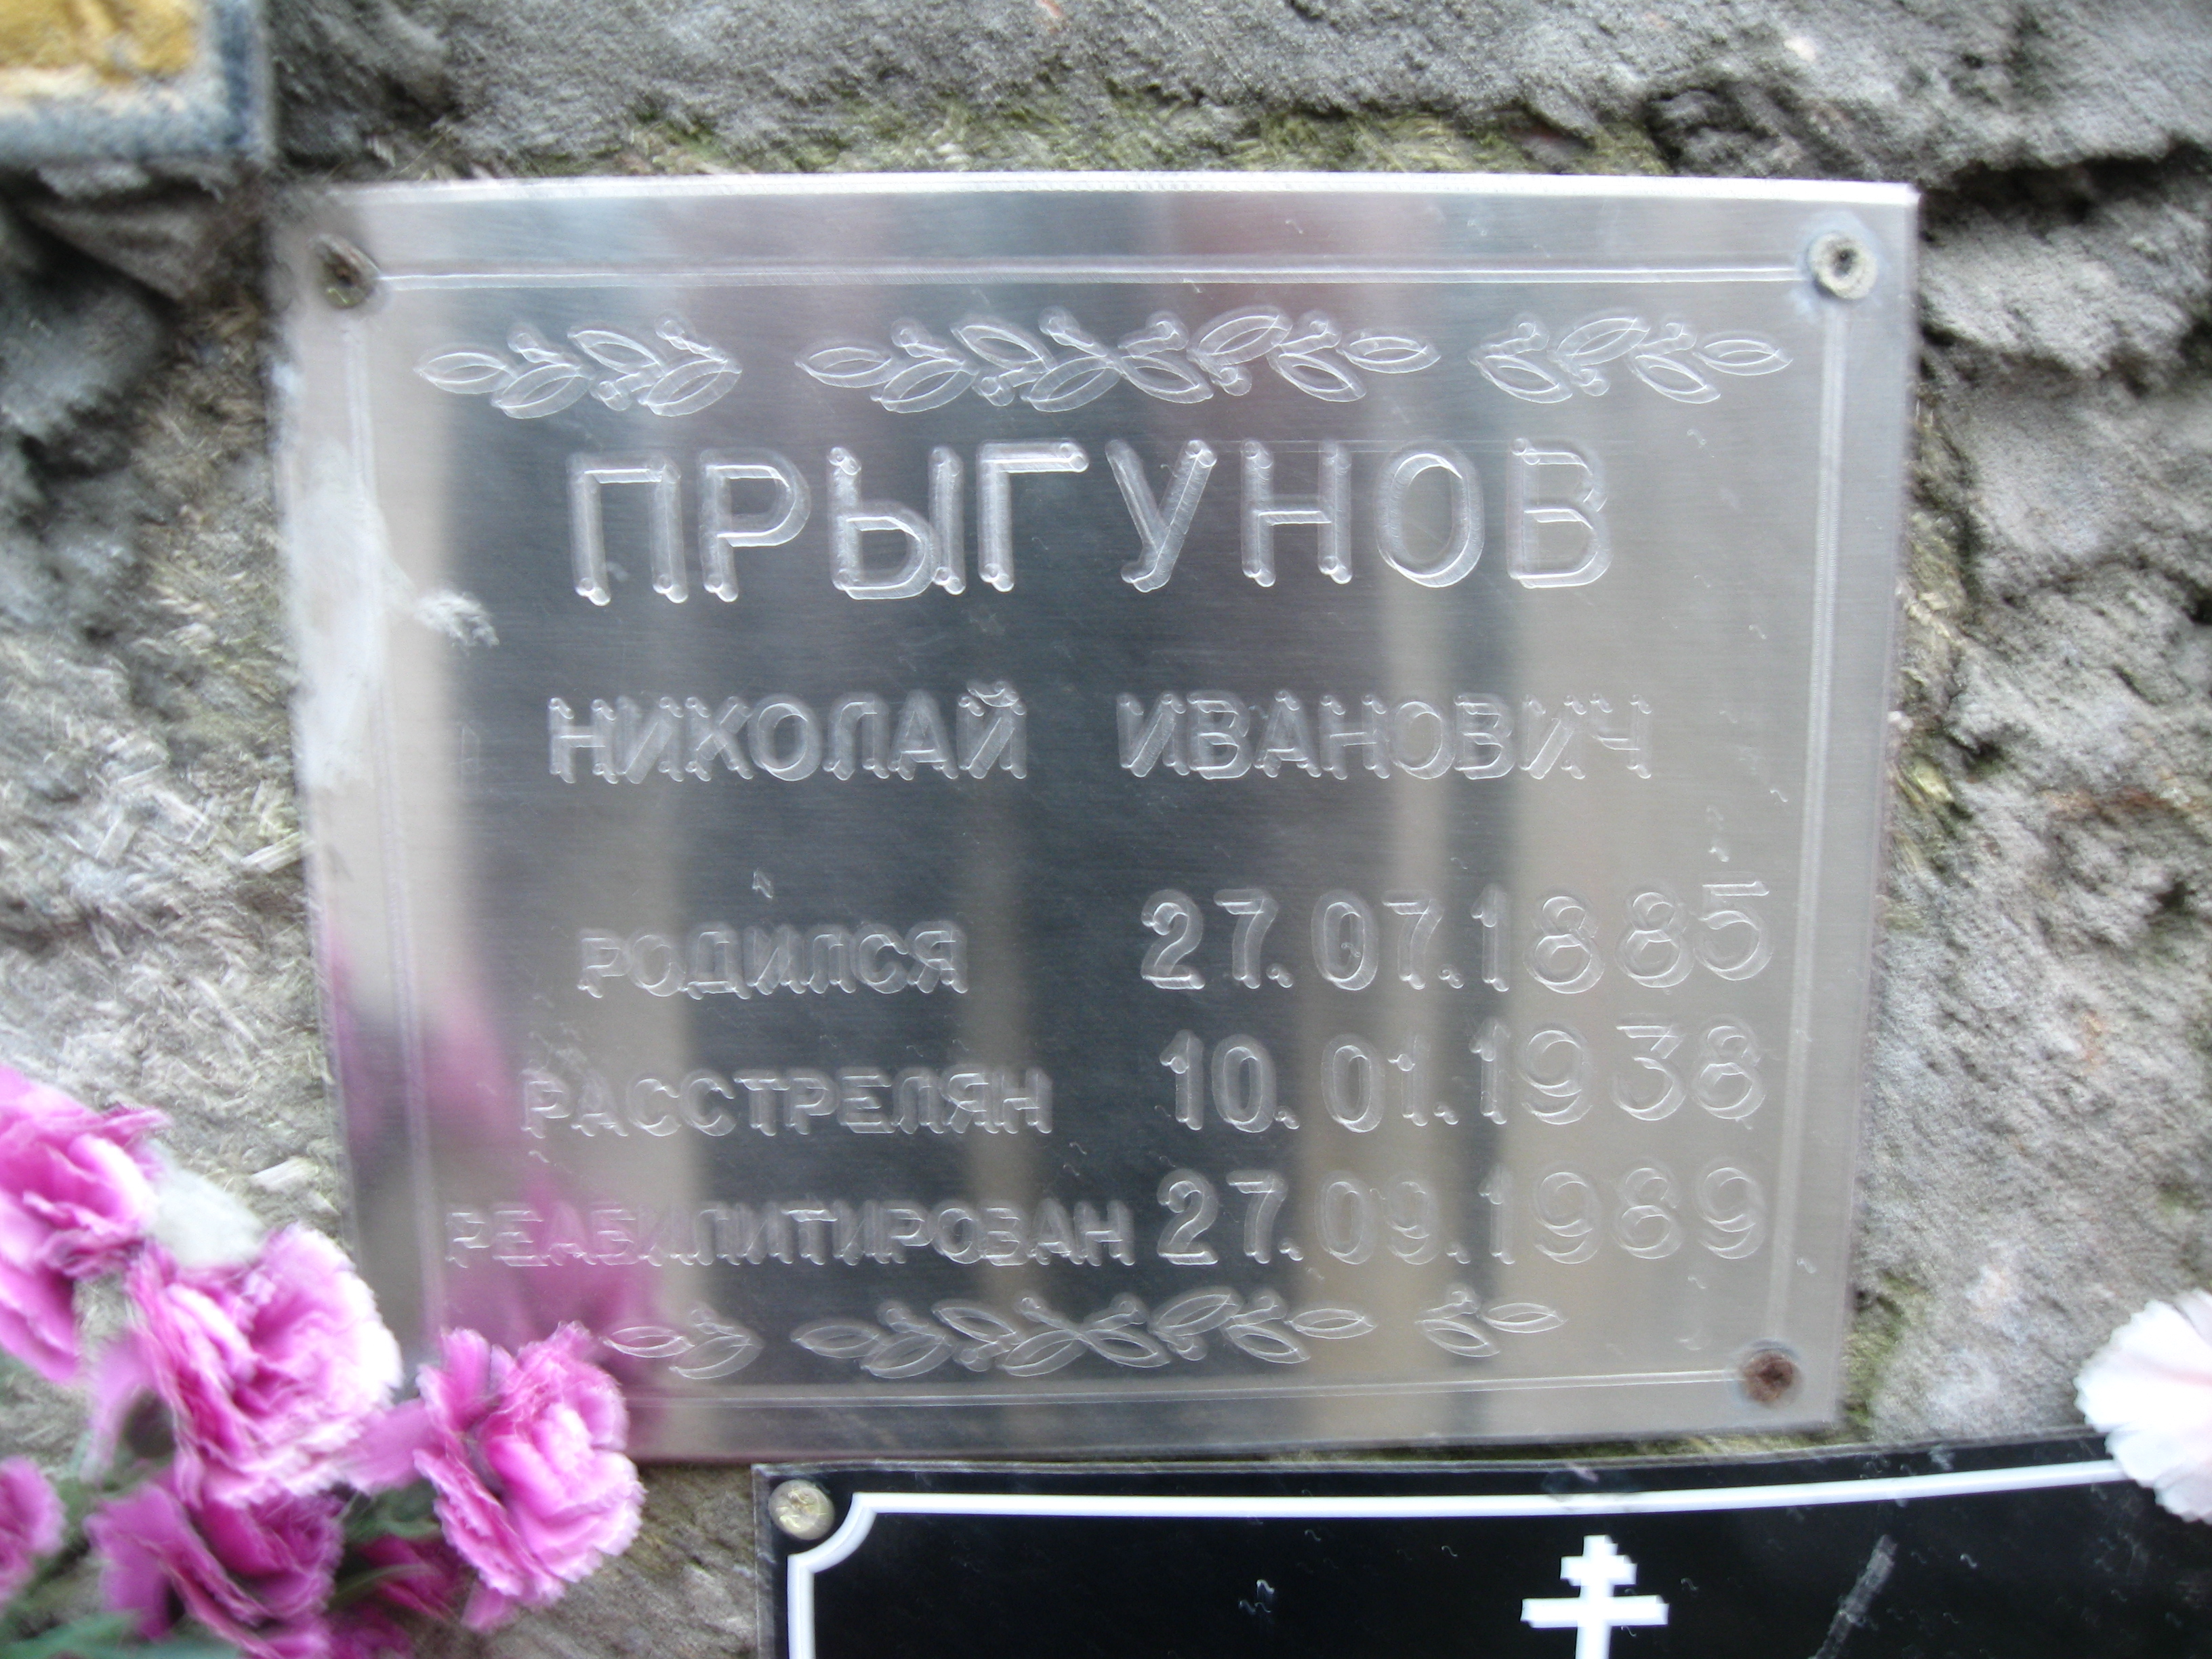 ПРЫГУНОВ
НИКОЛАЙ ИВАНОВИЧ
РОДИЛСЯ 27.07.1885
РАССТРЕЛЯН 10.01.1938
РЕАБИЛИТИРОВАН 27.09.1989